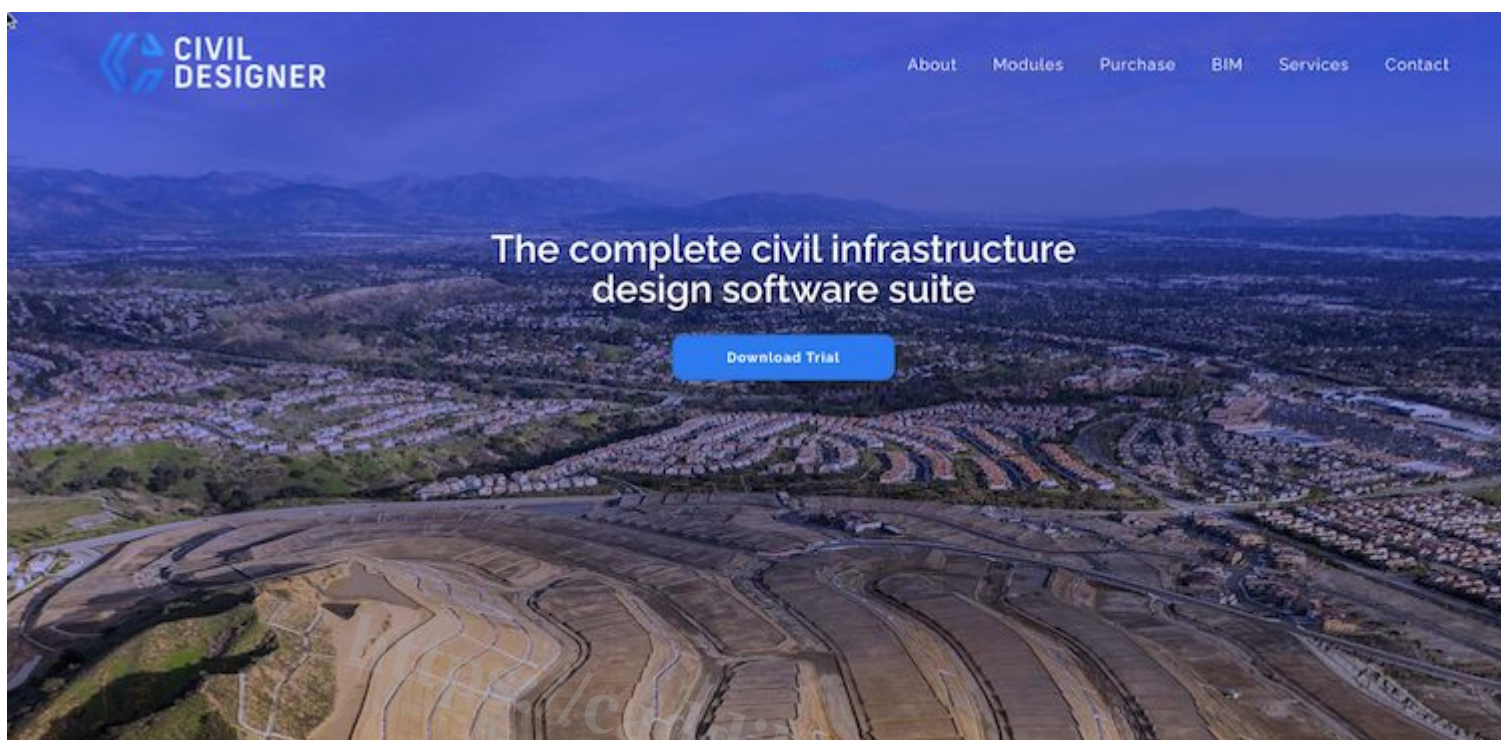 CIVIL
DESIGNER
About Modules Purchase BIM Services Contact
The complete civil infrastructure
design software suite
Download Trial